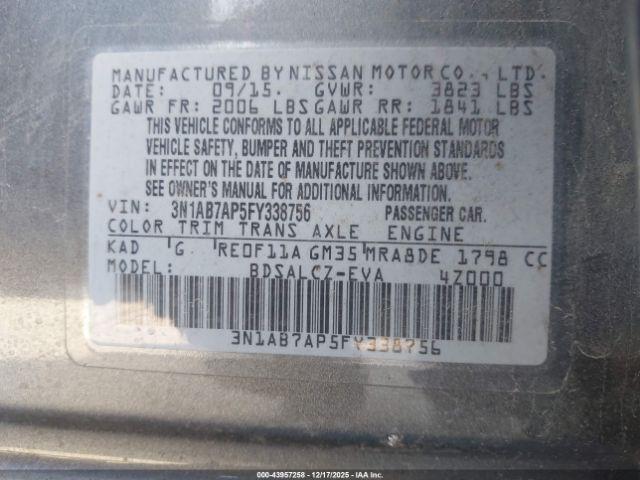 MANUFACTURED BY NISSAN MOTOR CO., LTD.
DATE: 09/15. GVWR: 3823 LBS
GAWR FR: 2006 LBS GAWR RR: 1841 LBS
THIS VEHICLE CONFORMS TO ALL APPLICABLE FEDERAL MOTOR
VEHICLE SAFETY, BUMPER AND THEFT PREVENTION STANDARDS
IN EFFECT ON THE DATE OF MANUFACTURE SHOWN ABOVE.
SEE OWNER'S MANUAL FOR ADDITIONAL INFORMATION.
VIN: 3N1AB7AP5FY338756 PASSENGER CAR.
COLOR TRIM TRANS AXLE ENGINE
KAD G RE0F11A GM35 MRA8DE 1798 CC
MODEL: BDSALCZ-EVA 4Z000
3N1AB7AP5FY338756
000-43957258 - 12/17/2025 - IAA Inc.